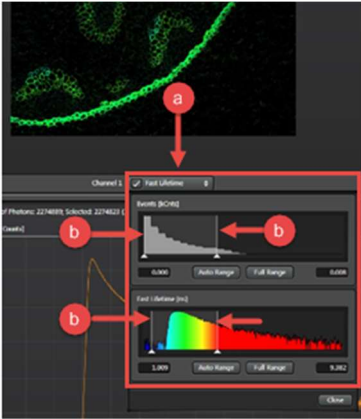 a
Channel 1 Fast Lifetime
of Photons: 2274889; Selected: 2274823 (
Counts]
Events [kCnts]
b b
0.000 Auto Range Full Range 0.008
Fast Lifetime [ns]
b
1.009 Auto Range Full Range 9.282
Close